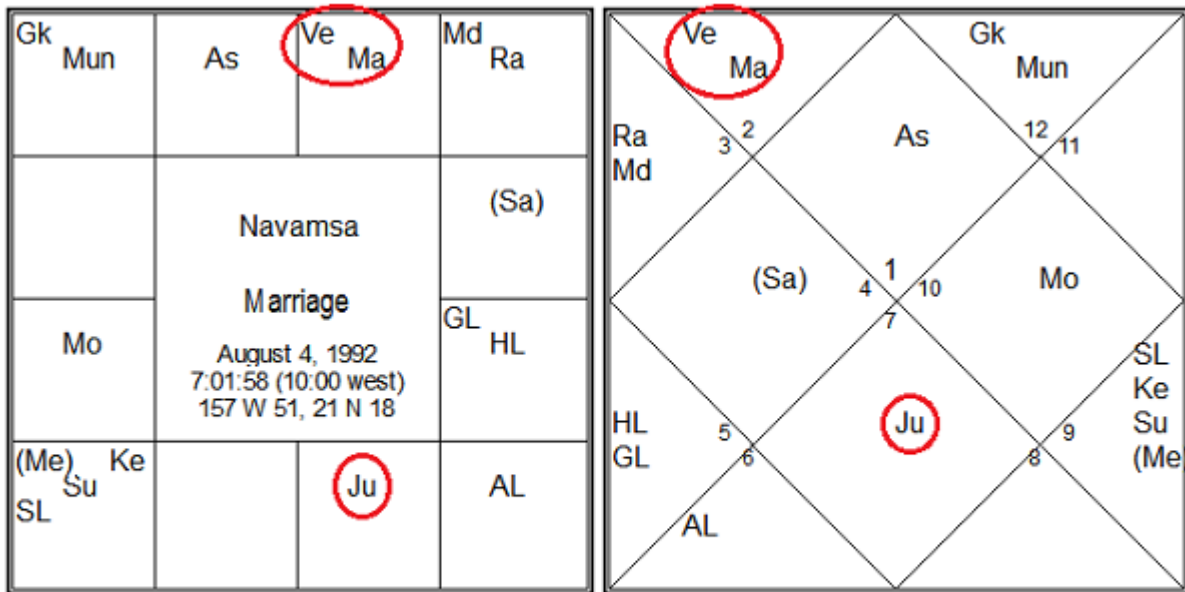 Gk
Mun
As
Ve
Ma
Md
Ra
(Sa)
Navamsa
Marriage
August 4, 1992
7:01:58 (10:00 west)
157 W 51, 21 N 18
Mo
GL
HL
(Me) Ke
Su
SL
Ju
AL
Ve
Ma
Gk
Mun
Ra
Md
3
2
As
12
11
(Sa)
4
1
10
7
Mo
HL
GL
5
6
Ju
9
8
SL
Ke
Su
(Me)
AL